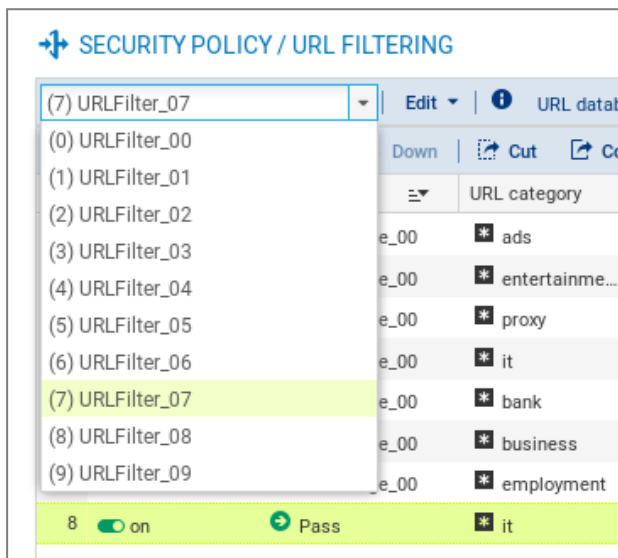 SECURITY POLICY / URL FILTERING
(7) URLFilter_07 Edit URL datab
(0) URLFilter_00
Down Cut Co
(1) URLFilter_01
URL category
(2) URLFilter_02
e_00 ads
(3) URLFilter_03
e_00 entertainme...
(4) URLFilter_04
e_00 proxy
(5) URLFilter_05
e_00 it
(6) URLFilter_06
(7) URLFilter_07
e_00 bank
(8) URLFilter_08
e_00 business
(9) URLFilter_09
e_00 employment
8 on Pass it